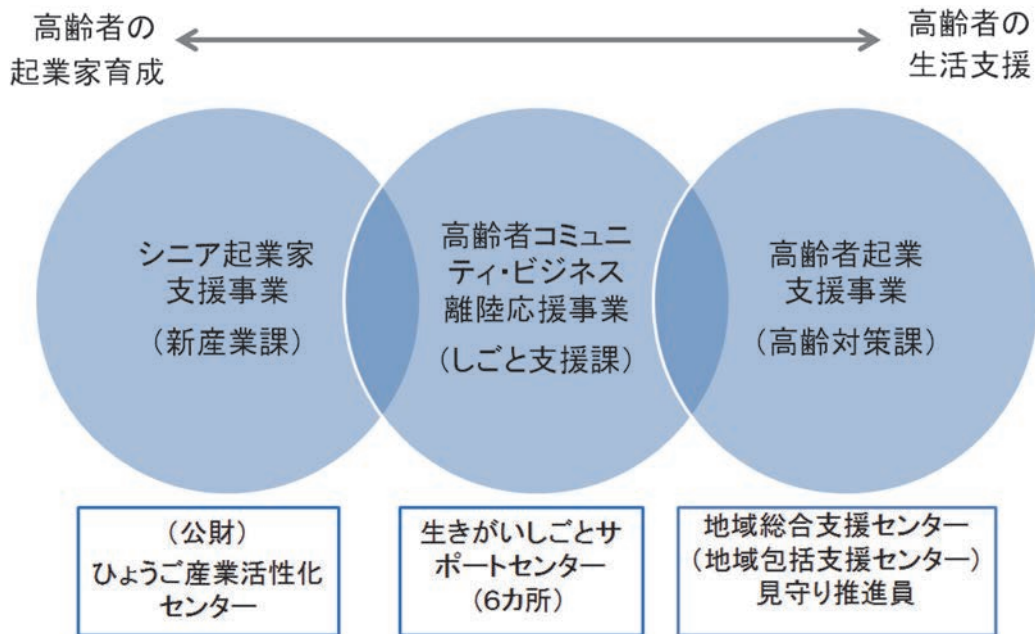 高齢者の
起業家育成
高齢者の
生活支援
シニア起業家
支援事業
（新産業課）
高齢者コミュニ
ティ・ビジネス
離陸応援事業
（しごと支援課）
高齢者起業
支援事業
（高齢対策課）
（公財）
ひょうご産業活性化
センター
生きがいしごとサ
ポートセンター
（6カ所）
地域総合支援センター
（地域包括支援センター）
見守り推進員